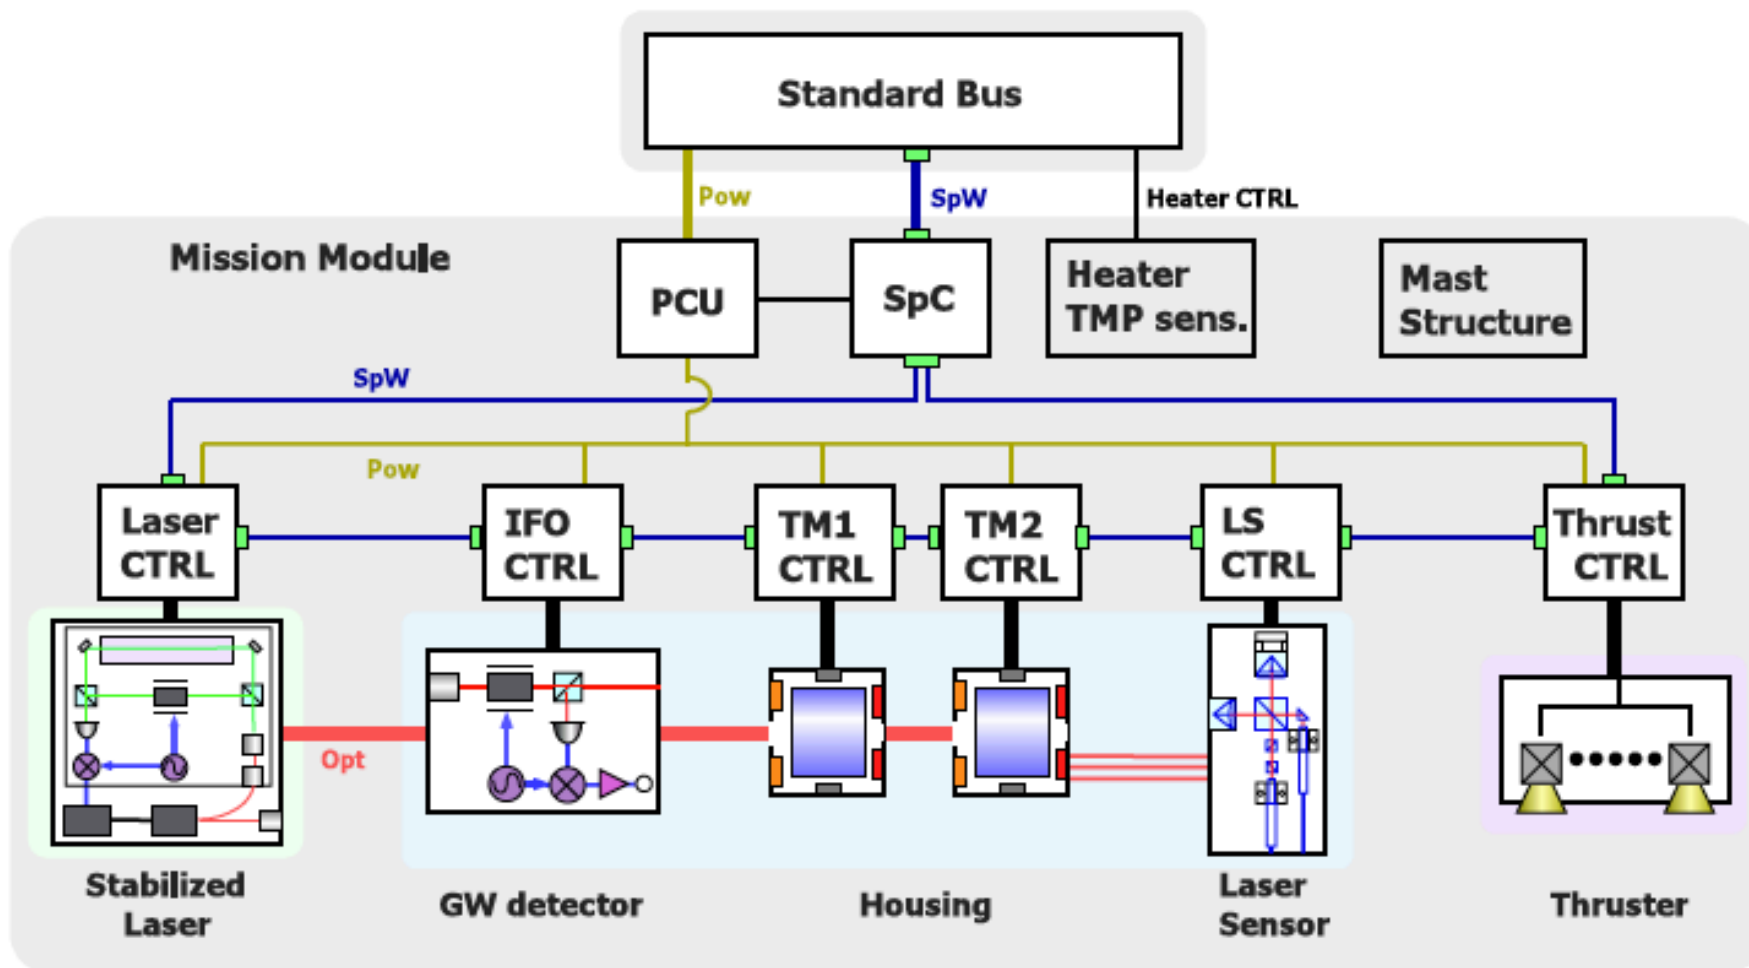 Standard Bus
Pow
SpW
Heater CTRL
Mission Module
PCU
SpC
Heater
TMP sens.
Mast
Structure
SpW
Pow
Laser
CTRL
IFO
CTRL
TM1
CTRL
TM2
CTRL
LS
CTRL
Thrust
CTRL
Opt
Stabilized
Laser
GW detector
Housing
Laser
Sensor
Thruster